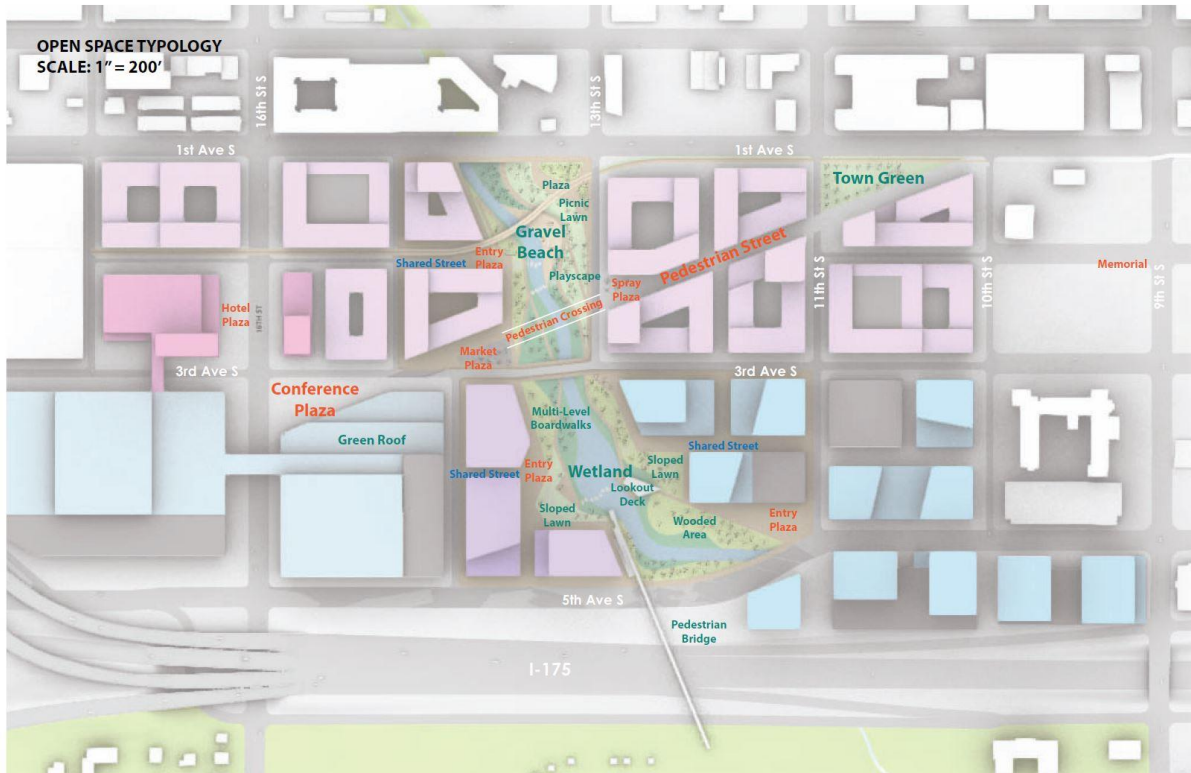 OPEN SPACE TYPOLOGY
SCALE: 1" = 200'
16th St S
13th St S
1st Ave S
1st Ave S
Plaza
Town Green
Picnic
Lawn
Gravel
Beach
Entry
Plaza
Shared Street
Pedestrian Street
Memorial
Playscape
Spray
Plaza
11th St S
10th St S
9th St S
Hotel
Plaza
16TH ST
Pedestrian Crossing
Market
Plaza
3rd Ave S
3rd Ave S
Conference
Plaza
Multi-Level
Boardwalks
Green Roof
Shared Street
Shared Street
Entry
Plaza
Wetland
Sloped
Lawn
Lookout
Deck
Sloped
Lawn
Wooded
Area
Entry
Plaza
5th Ave S
Pedestrian
Bridge
I-175